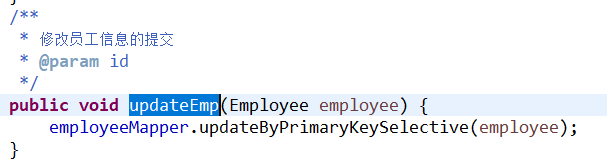 /**
 * 修改员工信息的提交
 * @param id
 */
public void updateEmp(Employee employee) {
    employeeMapper.updateByPrimaryKeySelective(employee);
}